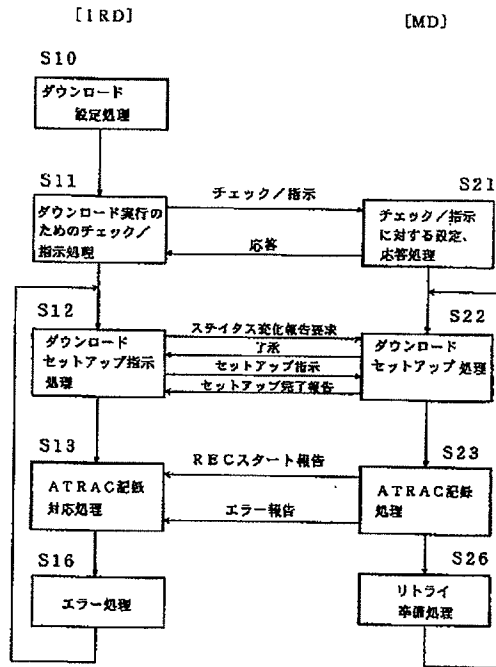 ［IRD］
［MD］
S10
ダウンロード
設定処理
S11
チェック／指示
S21
ダウンロード実行の
ためのチェック／
指示処理
チェック／指示
に対する設定、
応答処理
応答
S12
ステイタス変化報告要求
S22
ダウンロード
セットアップ指示
処理
了承
セットアップ指示
セットアップ完了報告
ダウンロード
セットアップ処理
S13
RECスタート報告
S23
ATRAC記録
対応処理
ATRAC記録
処理
エラー報告
S16
S26
エラー処理
リトライ
準備処理